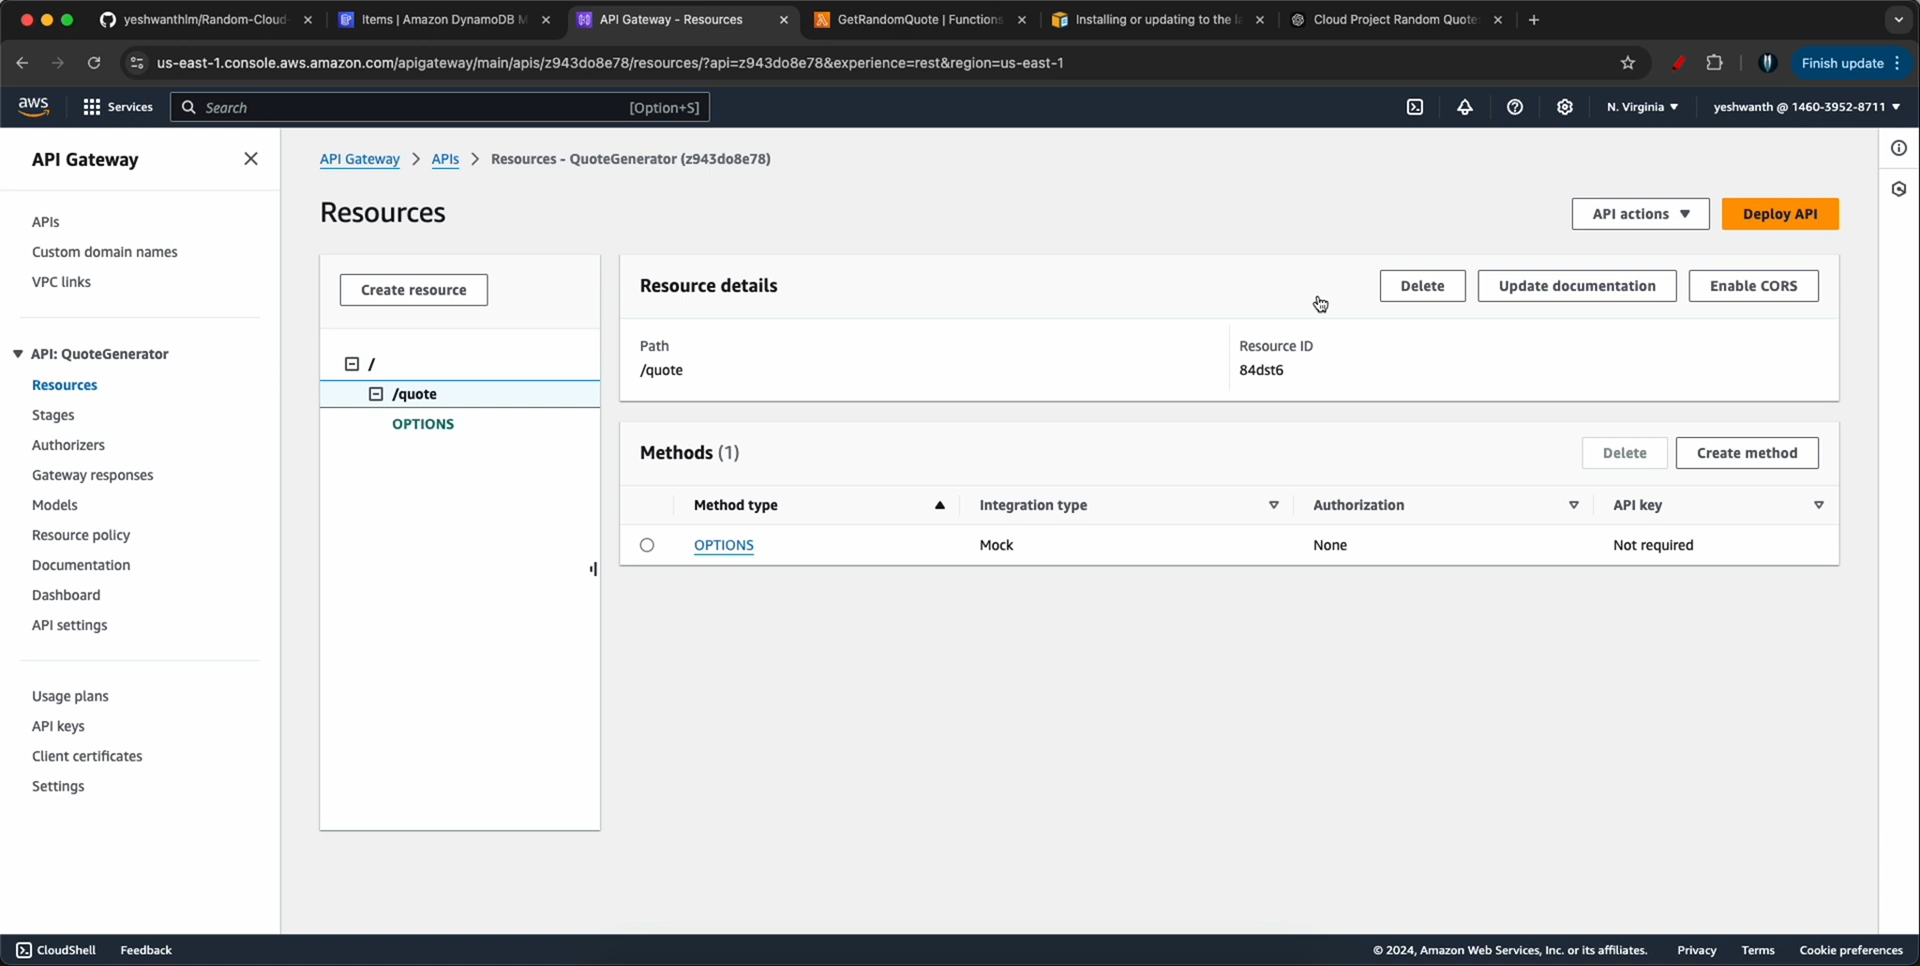 yeshwanthlm/Random-Cloud-
Items | Amazon DynamoDB M
API Gateway - Resources
GetRandomQuote | Functions
Installing or updating to the la
Cloud Project Random Quote
us-east-1.console.aws.amazon.com/apigateway/main/apis/z943do8e78/resources/?api=z943do8e78&experience=rest&region=us-east-1
Finish update
aws
Services
Search
[Option+S]
N. Virginia
yeshwanth @ 1460-3952-8711
API Gateway
APIs
Custom domain names
VPC links
API: QuoteGenerator
Resources
Stages
Authorizers
Gateway responses
Models
Resource policy
Documentation
Dashboard
API settings
Usage plans
API keys
Client certificates
Settings
API Gateway > APIs > Resources - QuoteGenerator (z943do8e78)
Resources
API actions
Deploy API
Create resource
/
/quote
OPTIONS
Resource details
Delete
Update documentation
Enable CORS
Path
/quote
Resource ID
84dst6
Methods (1)
Delete
Create method
Method type
Integration type
Authorization
API key
OPTIONS
Mock
None
Not required
CloudShell
Feedback
© 2024, Amazon Web Services, Inc. or its affiliates.
Privacy
Terms
Cookie preferences